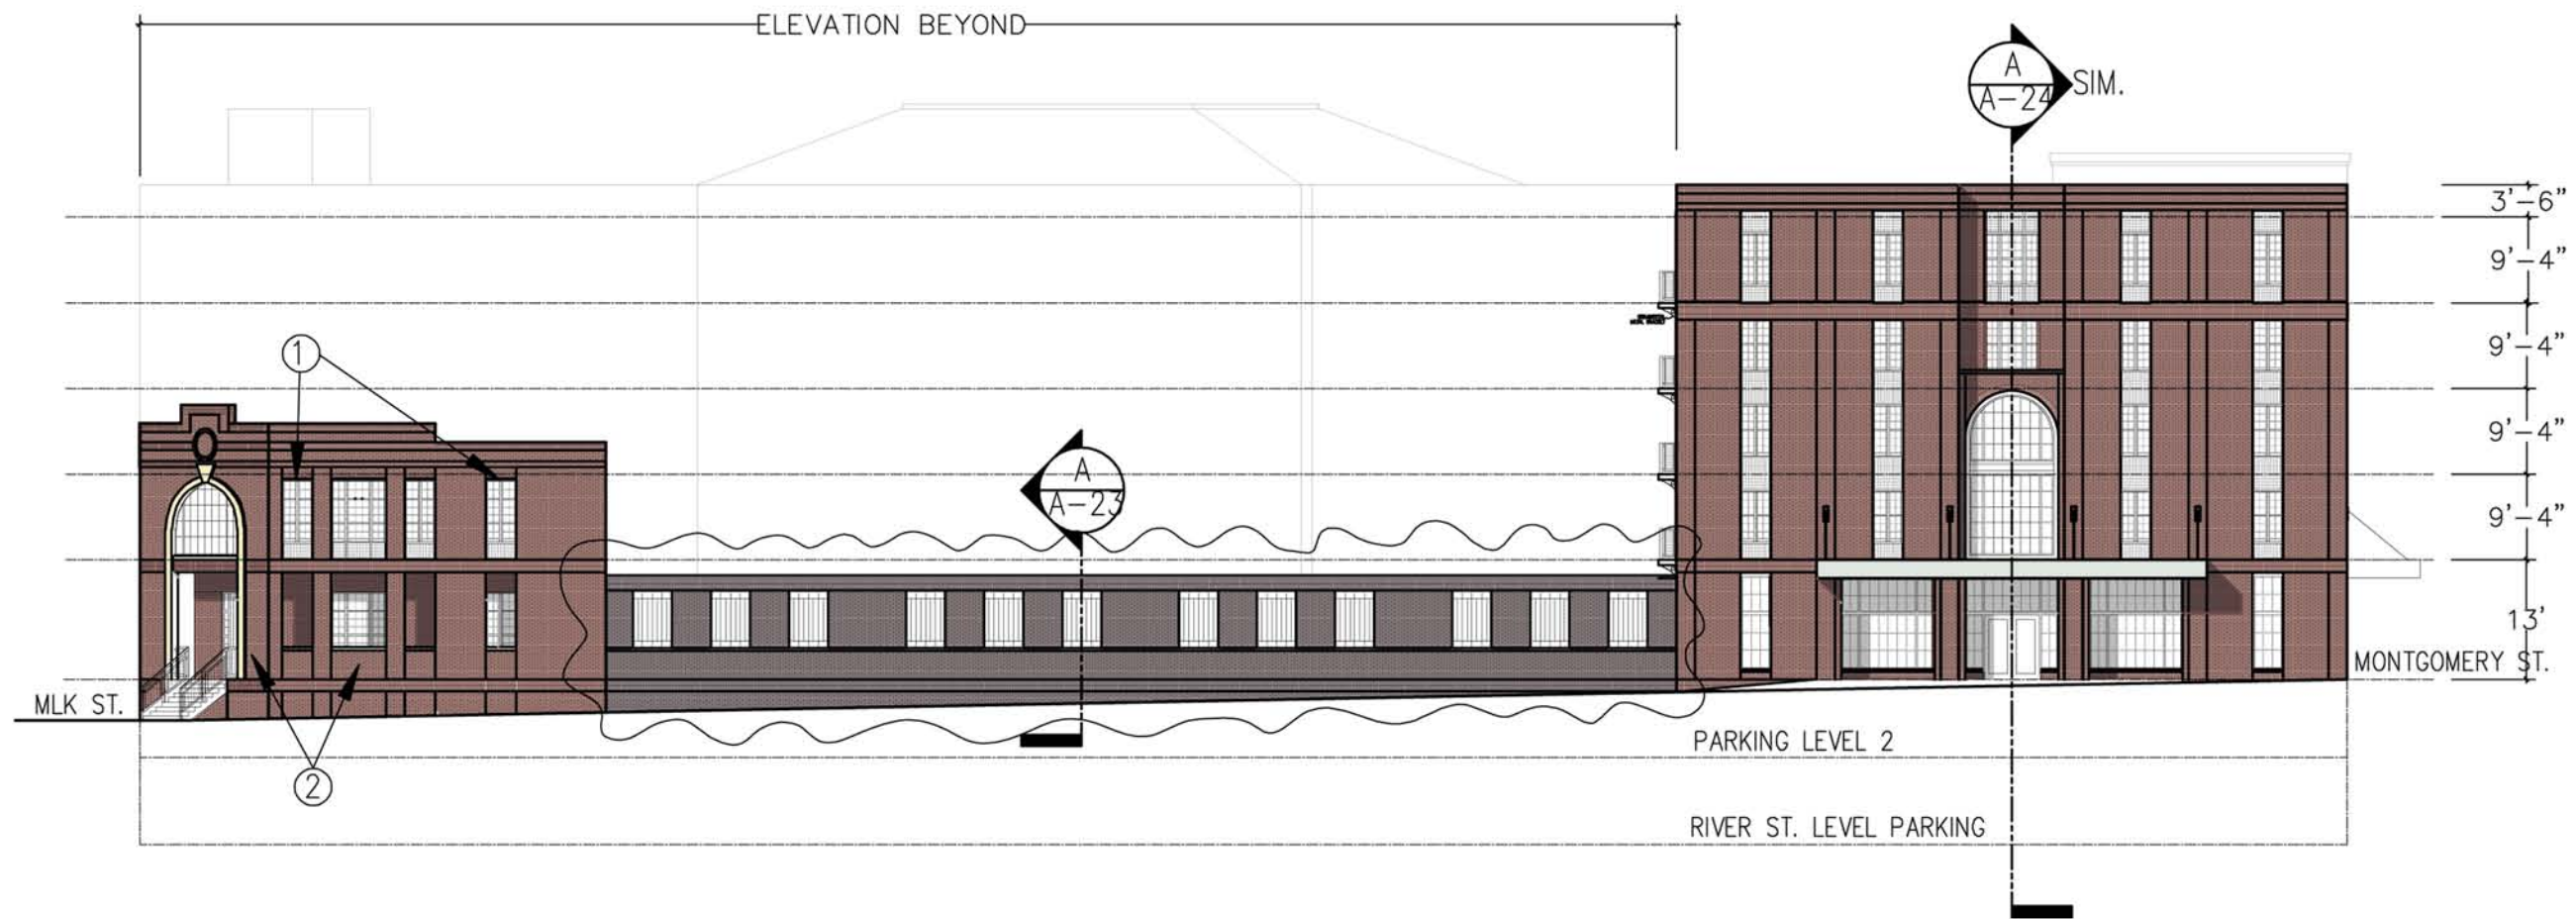 ELEVATION BEYOND
A
A-24
SIM.
3'-6"
9'-4"
9'-4"
9'-4"
9'-4"
13'
1
A
A-23
MLK ST.
MONTGOMERY ST.
2
PARKING LEVEL 2
RIVER ST. LEVEL PARKING